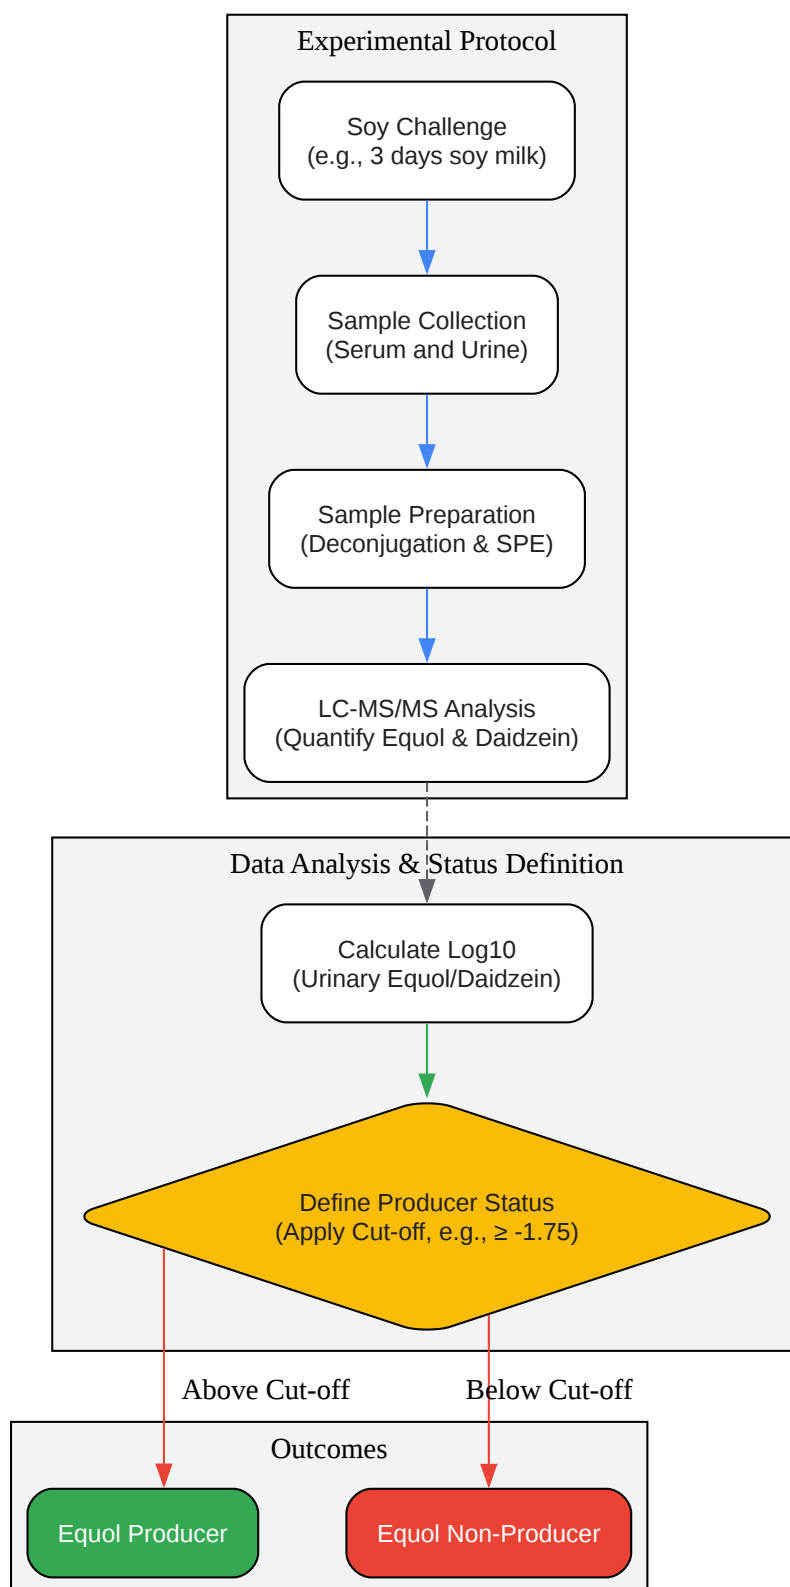 Experimental Protocol
Soy Challenge
(e.g., 3 days soy milk)
Sample Collection
(Serum and Urine)
Sample Preparation
(Deconjugation & SPE)
LC-MS/MS Analysis
(Quantify Equol & Daidzein)
Data Analysis & Status Definition
Calculate Log10
(Urinary Equol/Daidzein)
Define Producer Status
(Apply Cut-off, e.g., ≥ -1.75)
Above Cut-off
Below Cut-off
Outcomes
Equol Producer
Equol Non-Producer